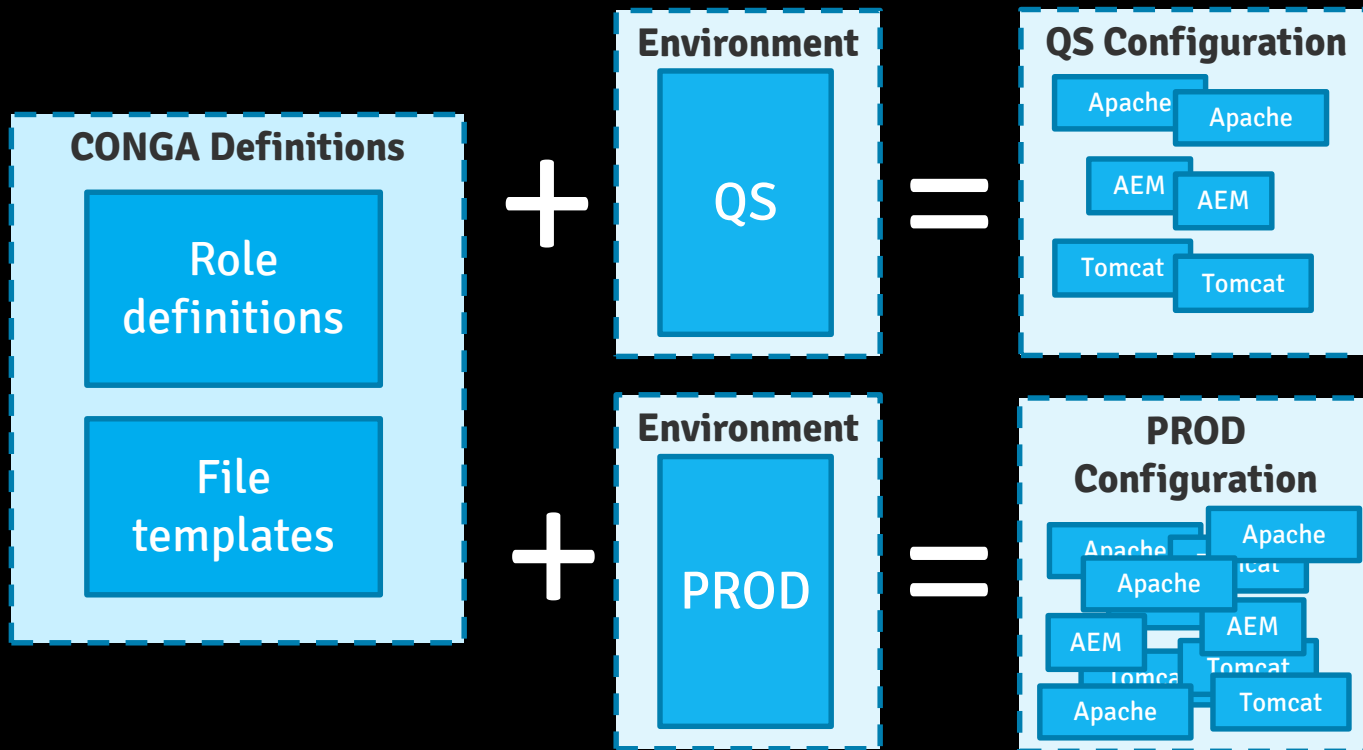 CONGA Definitions
Role
definitions
File
templates
Environment
QS
QS Configuration
Apache
Apache
AEM
AEM
Tomcat
Tomcat
Environment
PROD
PROD
Configuration
Apache
Apache
Apache
AEM
AEM
Tomcat
Apache
Tomcat